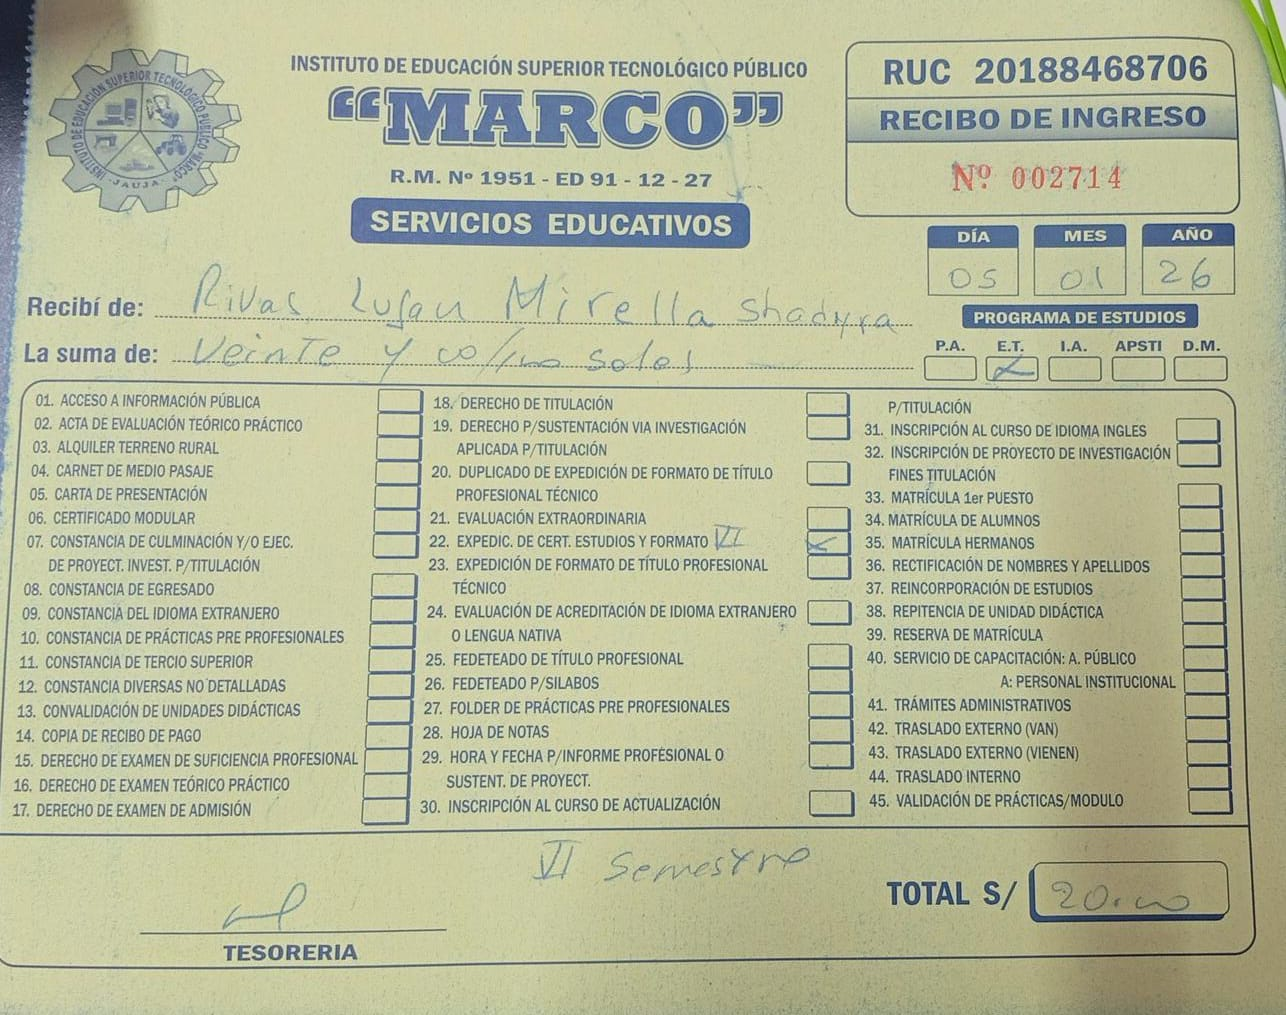 INSTITUTO DE EDUCACIÓN SUPERIOR TECNOLÓGICO PÚBLICO "MARCO"
- JAUJA -
INSTITUTO DE EDUCACIÓN SUPERIOR TECNOLÓGICO PÚBLICO
“MARCO”
R.M. Nº 1951 - ED 91 - 12 - 27
SERVICIOS EDUCATIVOS
RUC 20188468706
RECIBO DE INGRESO
Nº 002714
DÍA MES AÑO
05 01 26
Recibí de: Rivas Lujan Mirella Shadyra
La suma de: Veinte y 00/100 soles
PROGRAMA DE ESTUDIOS
P.A. E.T. I.A. APSTI D.M.
X
01. ACCESO A INFORMACIÓN PÚBLICA
02. ACTA DE EVALUACIÓN TEÓRICO PRÁCTICO
03. ALQUILER TERRENO RURAL
04. CARNET DE MEDIO PASAJE
05. CARTA DE PRESENTACIÓN
06. CERTIFICADO MODULAR
07. CONSTANCIA DE CULMINACIÓN Y/O EJEC.
DE PROYECT. INVEST. P/TITULACIÓN
08. CONSTANCIA DE EGRESADO
09. CONSTANCIA DEL IDIOMA EXTRANJERO
10. CONSTANCIA DE PRÁCTICAS PRE PROFESIONALES
11. CONSTANCIA DE TERCIO SUPERIOR
12. CONSTANCIA DIVERSAS NO DETALLADAS
13. CONVALIDACIÓN DE UNIDADES DIDÁCTICAS
14. COPIA DE RECIBO DE PAGO
15. DERECHO DE EXAMEN DE SUFICIENCIA PROFESIONAL
16. DERECHO DE EXAMEN TEÓRICO PRÁCTICO
17. DERECHO DE EXAMEN DE ADMISIÓN
18. DERECHO DE TITULACIÓN
19. DERECHO P/SUSTENTACIÓN VIA INVESTIGACIÓN
APLICADA P/TITULACIÓN
20. DUPLICADO DE EXPEDICIÓN DE FORMATO DE TÍTULO
PROFESIONAL TÉCNICO
21. EVALUACIÓN EXTRAORDINARIA
22. EXPEDIC. DE CERT. ESTUDIOS Y FORMATO VI X
23. EXPEDICIÓN DE FORMATO DE TÍTULO PROFESIONAL
TÉCNICO
24. EVALUACIÓN DE ACREDITACIÓN DE IDIOMA EXTRANJERO
O LENGUA NATIVA
25. FEDETEADO DE TÍTULO PROFESIONAL
26. FEDETEADO P/SILABOS
27. FOLDER DE PRÁCTICAS PRE PROFESIONALES
28. HOJA DE NOTAS
29. HORA Y FECHA P/INFORME PROFESIONAL O
SUSTENT. DE PROYECT.
30. INSCRIPCIÓN AL CURSO DE ACTUALIZACIÓN
P/TITULACIÓN
31. INSCRIPCIÓN AL CURSO DE IDIOMA INGLES
32. INSCRIPCIÓN DE PROYECTO DE INVESTIGACIÓN
FINES TITULACIÓN
33. MATRÍCULA 1er PUESTO
34. MATRÍCULA DE ALUMNOS
35. MATRÍCULA HERMANOS
36. RECTIFICACIÓN DE NOMBRES Y APELLIDOS
37. REINCORPORACIÓN DE ESTUDIOS
38. REPITENCIA DE UNIDAD DIDÁCTICA
39. RESERVA DE MATRÍCULA
40. SERVICIO DE CAPACITACIÓN: A. PÚBLICO
A: PERSONAL INSTITUCIONAL
41. TRÁMITES ADMINISTRATIVOS
42. TRASLADO EXTERNO (VAN)
43. TRASLADO EXTERNO (VIENEN)
44. TRASLADO INTERNO
45. VALIDACIÓN DE PRÁCTICAS/MODULO
VI Semestre
TOTAL S/ 20.00
TESORERIA